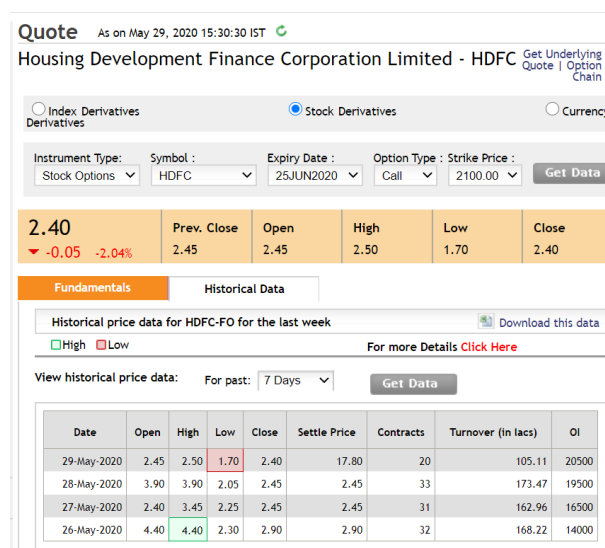 Quote As on May 29, 2020 15:30:30 IST
Housing Development Finance Corporation Limited - HDFC
Get Underlying
Quote | Option
Chain
Index Derivatives Stock Derivatives Currency
Derivatives
Instrument Type: Symbol : Expiry Date : Option Type : Strike Price :
Stock Options HDFC 25JUN2020 Call 2100.00 Get Data
2.40 Prev. Close Open High Low Close
-0.05 -2.04% 2.45 2.45 2.50 1.70 2.40
Fundamentals Historical Data
Historical price data for HDFC-FO for the last week Download this data
High Low For more Details Click Here
View historical price data: For past: 7 Days Get Data
Date Open High Low Close Settle Price Contracts Turnover (in lacs) OI
29-May-2020 2.45 2.50 1.70 2.40 17.80 20 105.11 20500
28-May-2020 3.90 3.90 2.05 2.45 2.45 33 173.47 19500
27-May-2020 2.40 3.45 2.25 2.45 2.45 31 162.96 16500
26-May-2020 4.40 4.40 2.30 2.90 2.90 32 168.22 14000